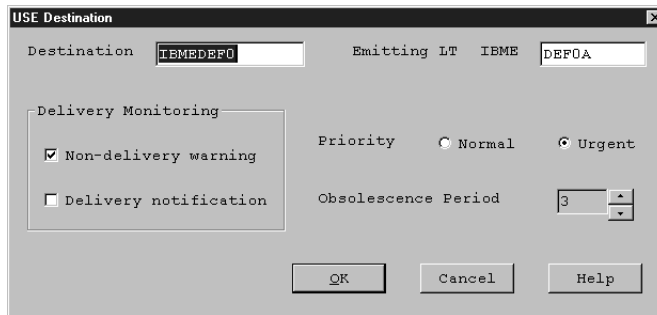 USE Destination
Destination IBMEDEF0 Emitting LT IBME DEF0A
Delivery Monitoring
Priority Normal Urgent
Non-delivery warning
Delivery notification Obsolescence Period 3
OK Cancel Help